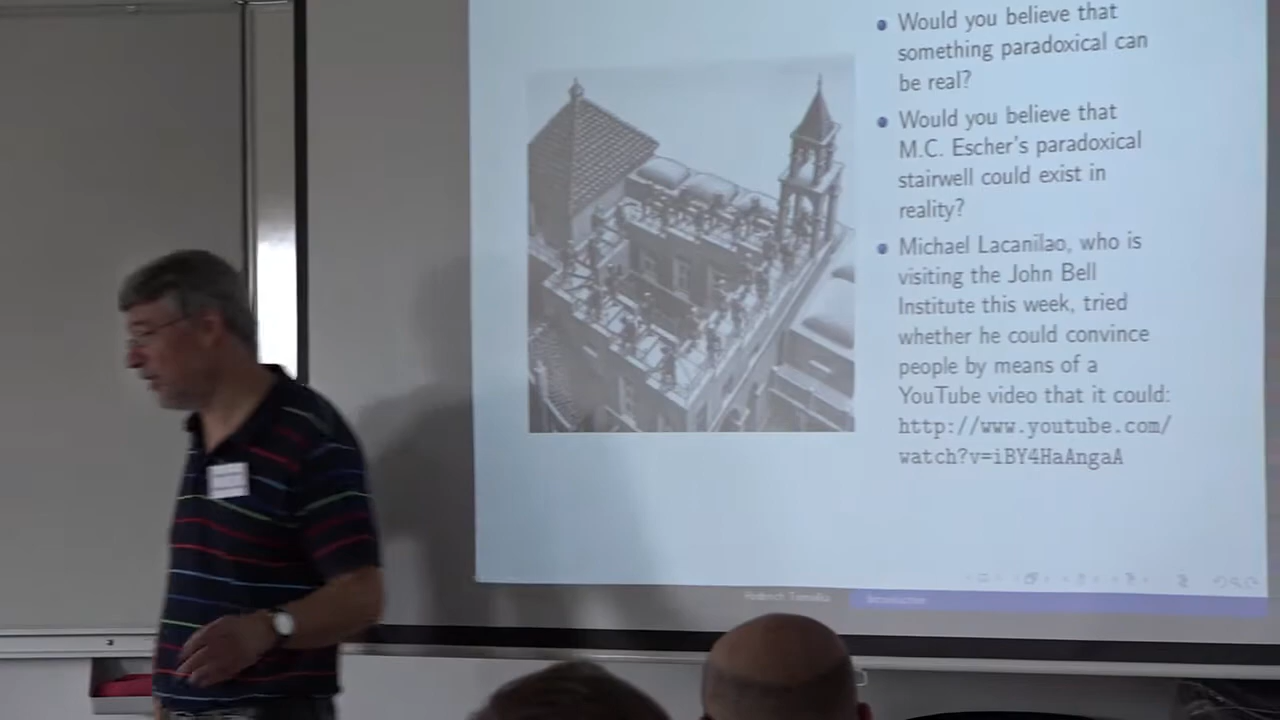 Would you believe that
something paradoxical can
be real?
Would you believe that
M.C. Escher's paradoxical
stairwell could exist in
reality?
Michael Lacanilao, who is
visiting the John Bell
Institute this week, tried
whether he could convince
people by means of a
YouTube video that it could:
http://www.youtube.com/
watch?v=iBY4HaAngaA
Introduction